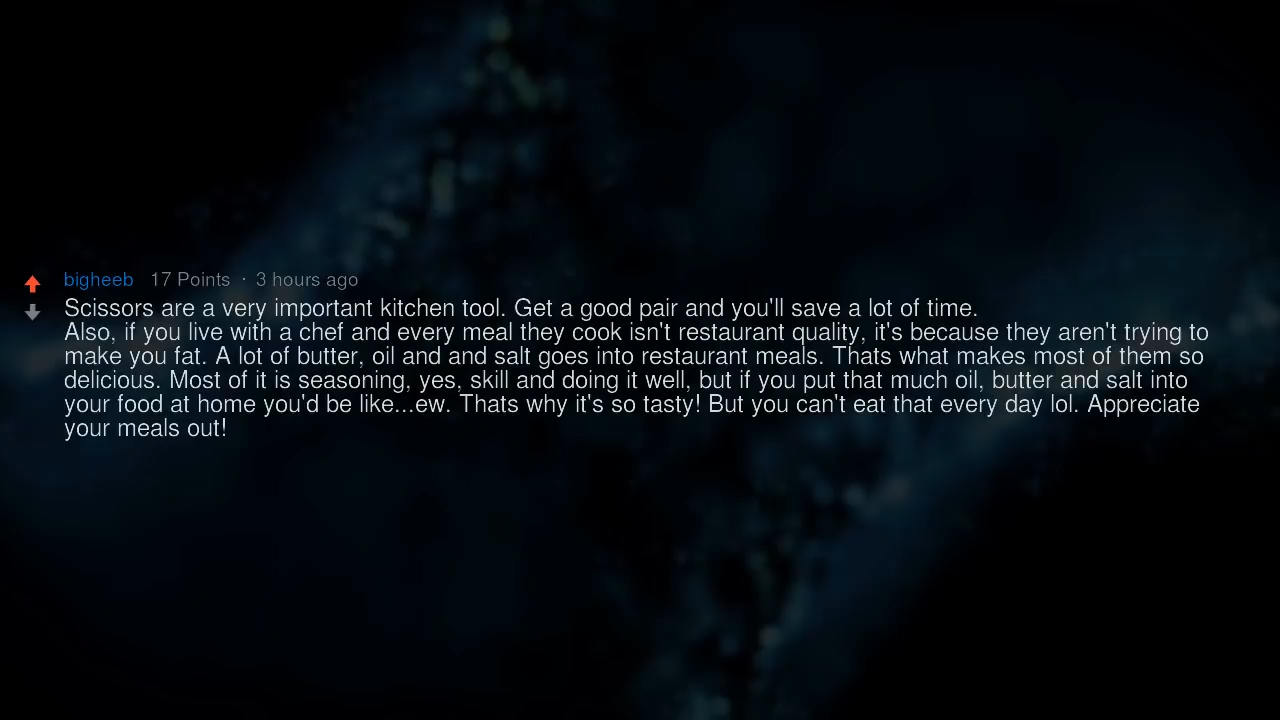 bigheeb 17 Points · 3 hours ago
Scissors are a very important kitchen tool. Get a good pair and you'll save a lot of time.
Also, if you live with a chef and every meal they cook isn't restaurant quality, it's because they aren't trying to
make you fat. A lot of butter, oil and and salt goes into restaurant meals. Thats what makes most of them so
delicious. Most of it is seasoning, yes, skill and doing it well, but if you put that much oil, butter and salt into
your food at home you'd be like...ew. Thats why it's so tasty! But you can't eat that every day lol. Appreciate
your meals out!